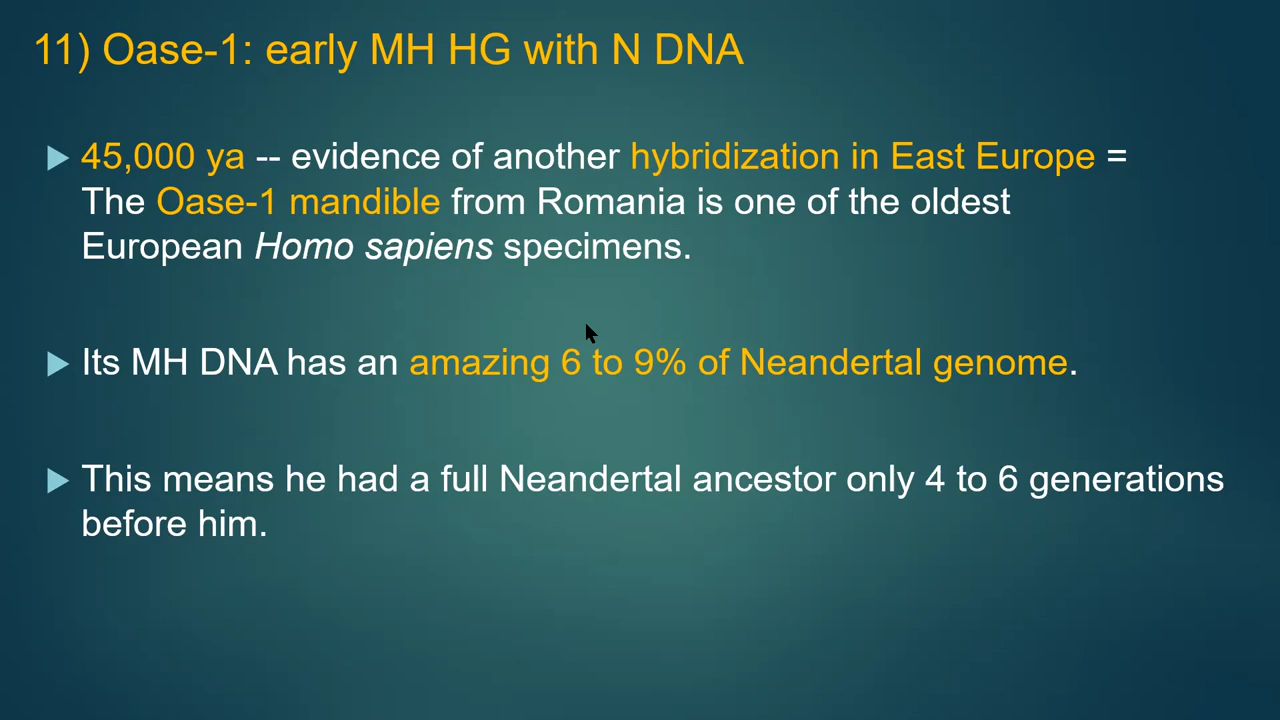 11) Oase-1: early MH HG with N DNA
45,000 ya -- evidence of another hybridization in East Europe =
The Oase-1 mandible from Romania is one of the oldest
European Homo sapiens specimens.
Its MH DNA has an amazing 6 to 9% of Neandertal genome.
This means he had a full Neandertal ancestor only 4 to 6 generations
before him.